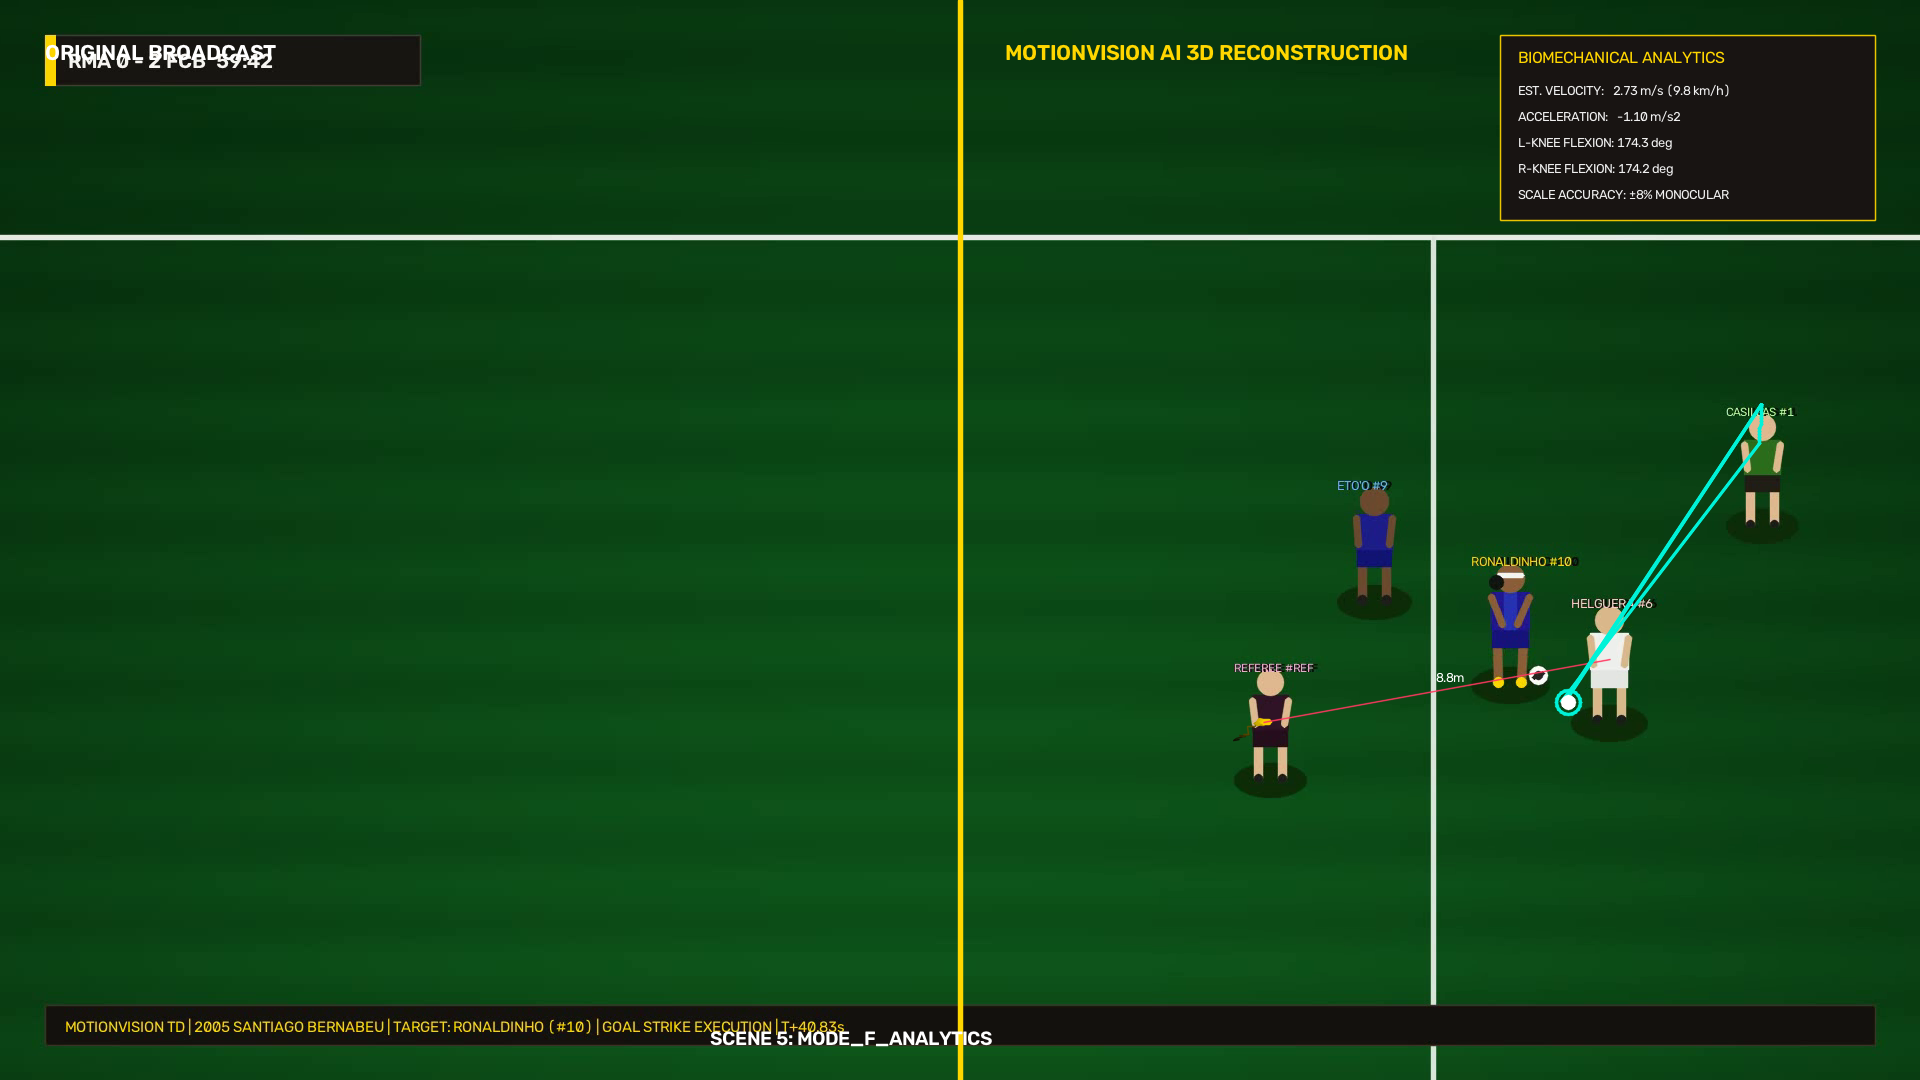 ORIGINAL BROADCAST
RMA 0 - 2 FCB 59:42
MOTIONVISION AI 3D RECONSTRUCTION
BIOMECHANICAL ANALYTICS
EST. VELOCITY: 2.73 m/s (9.8 km/h)
ACCELERATION: -1.10 m/s2
L-KNEE FLEXION: 174.3 deg
R-KNEE FLEXION: 174.2 deg
SCALE ACCURACY: ±8% MONOCULAR
CASILLAS #1
ETO'O #9
RONALDINHO #10
HELGUERA #6
REFEREE #REF
8.8m
MOTIONVISION TD | 2005 SANTIAGO BERNABEU | TARGET: RONALDINHO (#10) | GOAL STRIKE EXECUTION | T+40.83s
SCENE 5: MODE_F_ANALYTICS